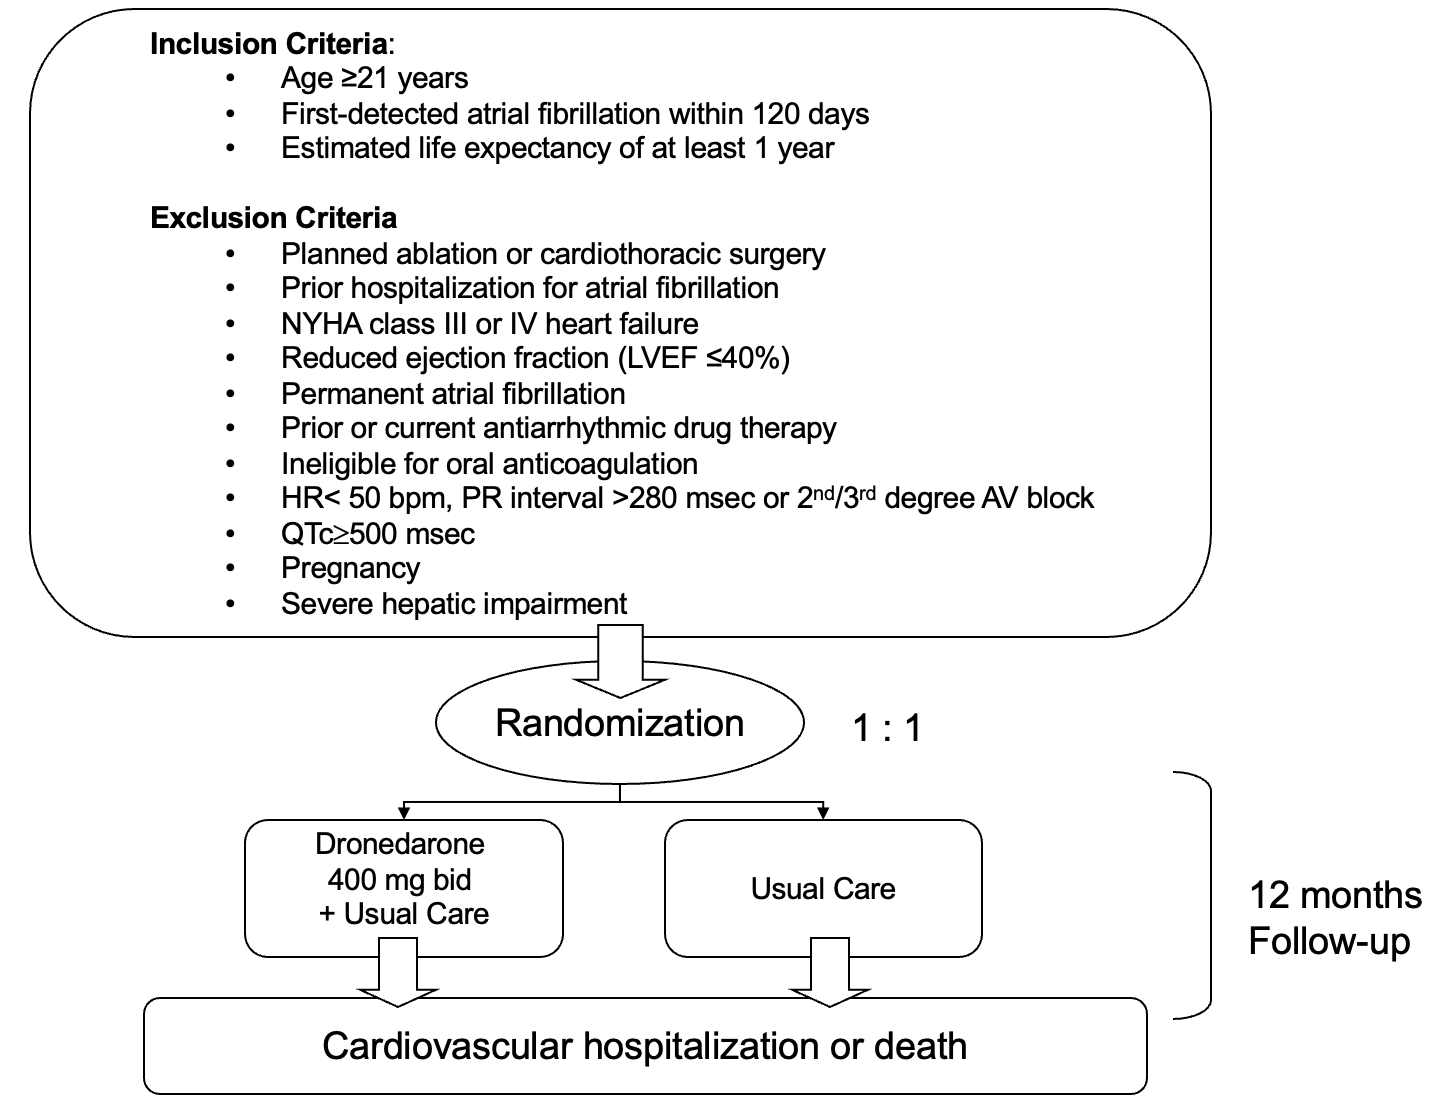 Inclusion Criteria:
• Age ≥21 years
• First-detected atrial fibrillation within 120 days
• Estimated life expectancy of at least 1 year
Exclusion Criteria
• Planned ablation or cardiothoracic surgery
• Prior hospitalization for atrial fibrillation
• NYHA class III or IV heart failure
• Reduced ejection fraction (LVEF ≤40%)
• Permanent atrial fibrillation
• Prior or current antiarrhythmic drug therapy
• Ineligible for oral anticoagulation
• HR< 50 bpm, PR interval >280 msec or 2nd/3rd degree AV block
• QTc≥500 msec
• Pregnancy
• Severe hepatic impairment
Randomization
1 : 1
Dronedarone
400 mg bid
+ Usual Care
Usual Care
12 months
Follow-up
Cardiovascular hospitalization or death